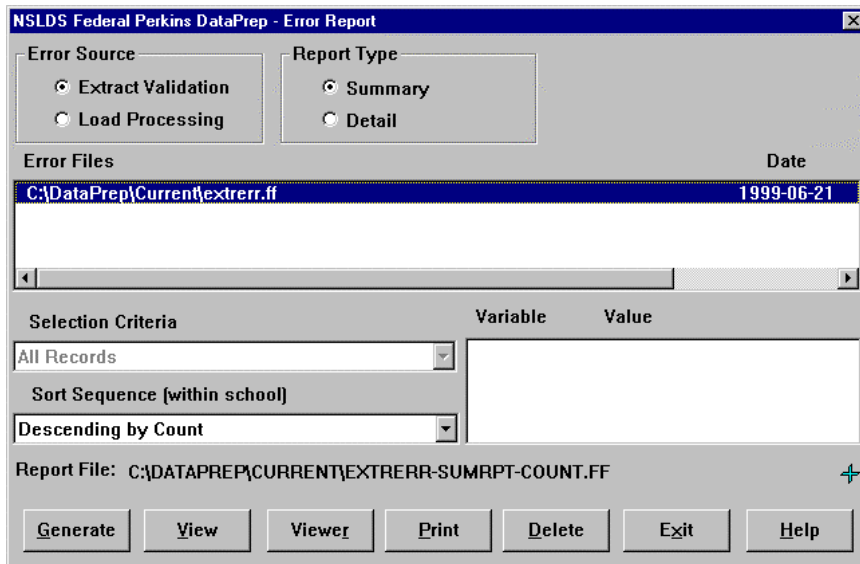 NSLDS Federal Perkins DataPrep - Error Report
Error Source
Report Type
Extract Validation
Summary
Load Processing
Detail
Error Files Date
C:\DataPrep\Current\extrerr.ff 1999-06-21
Selection Criteria
Variable Value
All Records
Sort Sequence (within school)
Descending by Count
Report File: C:\DATAPREP\CURRENT\EXTRERR-SUMRPT-COUNT.FF
Generate View Viewer Print Delete Exit Help